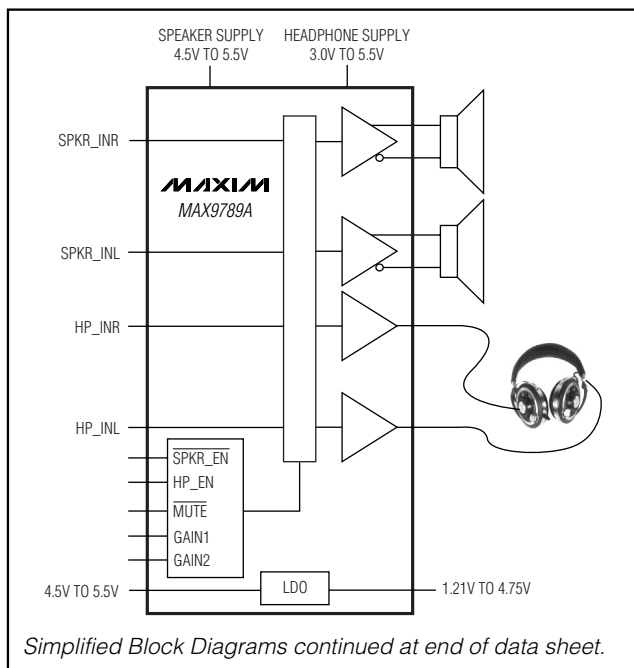 SPEAKER SUPPLY
4.5V TO 5.5V
HEADPHONE SUPPLY
3.0V TO 5.5V
SPKR_INR
MAXIM
MAX9789A
SPKR_INL
HP_INR
HP_INL
SPKR_EN
HP_EN
MUTE
GAIN1
GAIN2
4.5V TO 5.5V
LDO
1.21V TO 4.75V
Simplified Block Diagrams continued at end of data sheet.